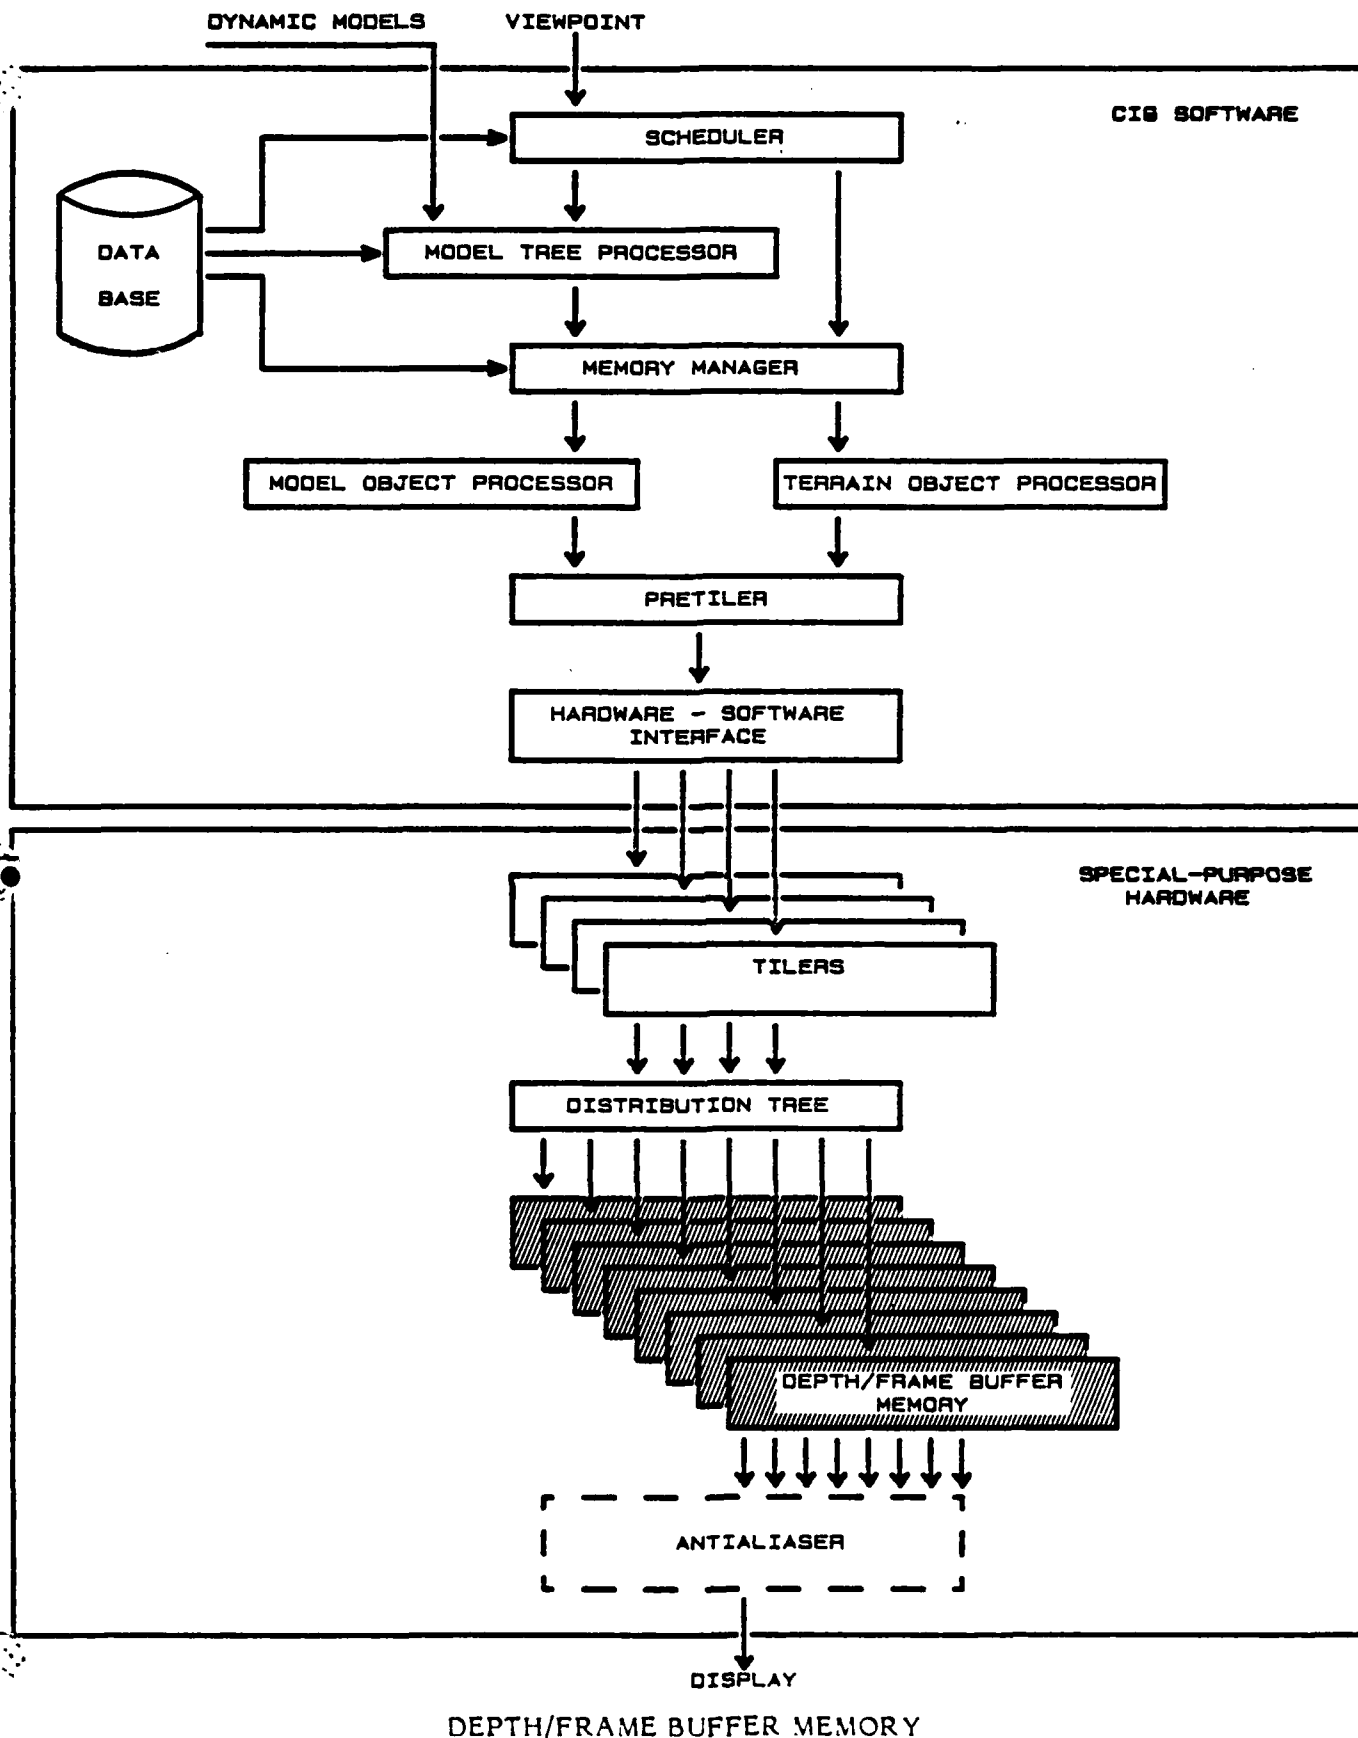 DYNAMIC MODELS
VIEWPOINT
CIG SOFTWARE
SCHEDULER
DATA
BASE
MODEL TREE PROCESSOR
MEMORY MANAGER
MODEL OBJECT PROCESSOR
TERRAIN OBJECT PROCESSOR
PRETILER
HARDWARE - SOFTWARE
INTERFACE
SPECIAL-PURPOSE
HARDWARE
TILERS
DISTRIBUTION TREE
DEPTH/FRAME BUFFER
MEMORY
ANTIALIASER
DISPLAY
DEPTH/FRAME BUFFER MEMORY